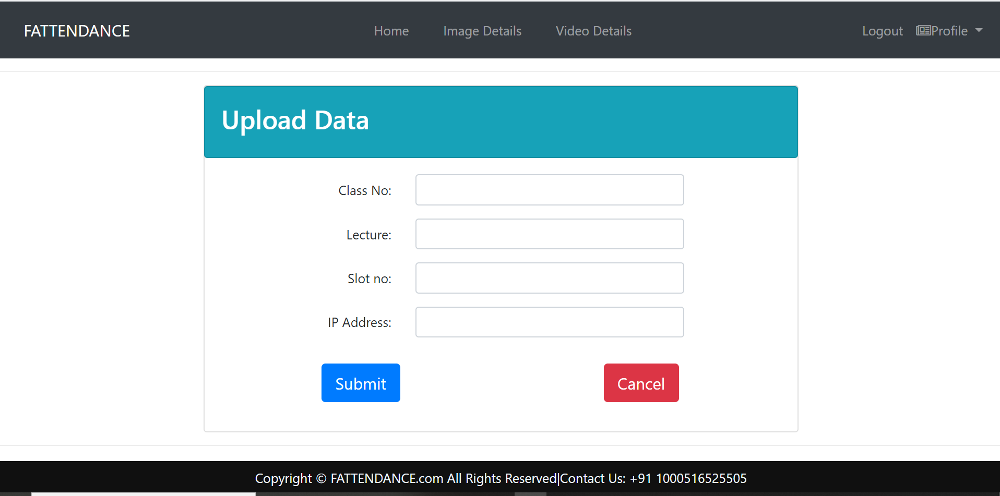 FATTENDANCE Home Image Details Video Details Logout Profile
Upload Data
Class No:
Lecture:
Slot no:
IP Address:
Submit Cancel
Copyright © FATTENDANCE.com All Rights Reserved|Contact Us: +91 1000516525505